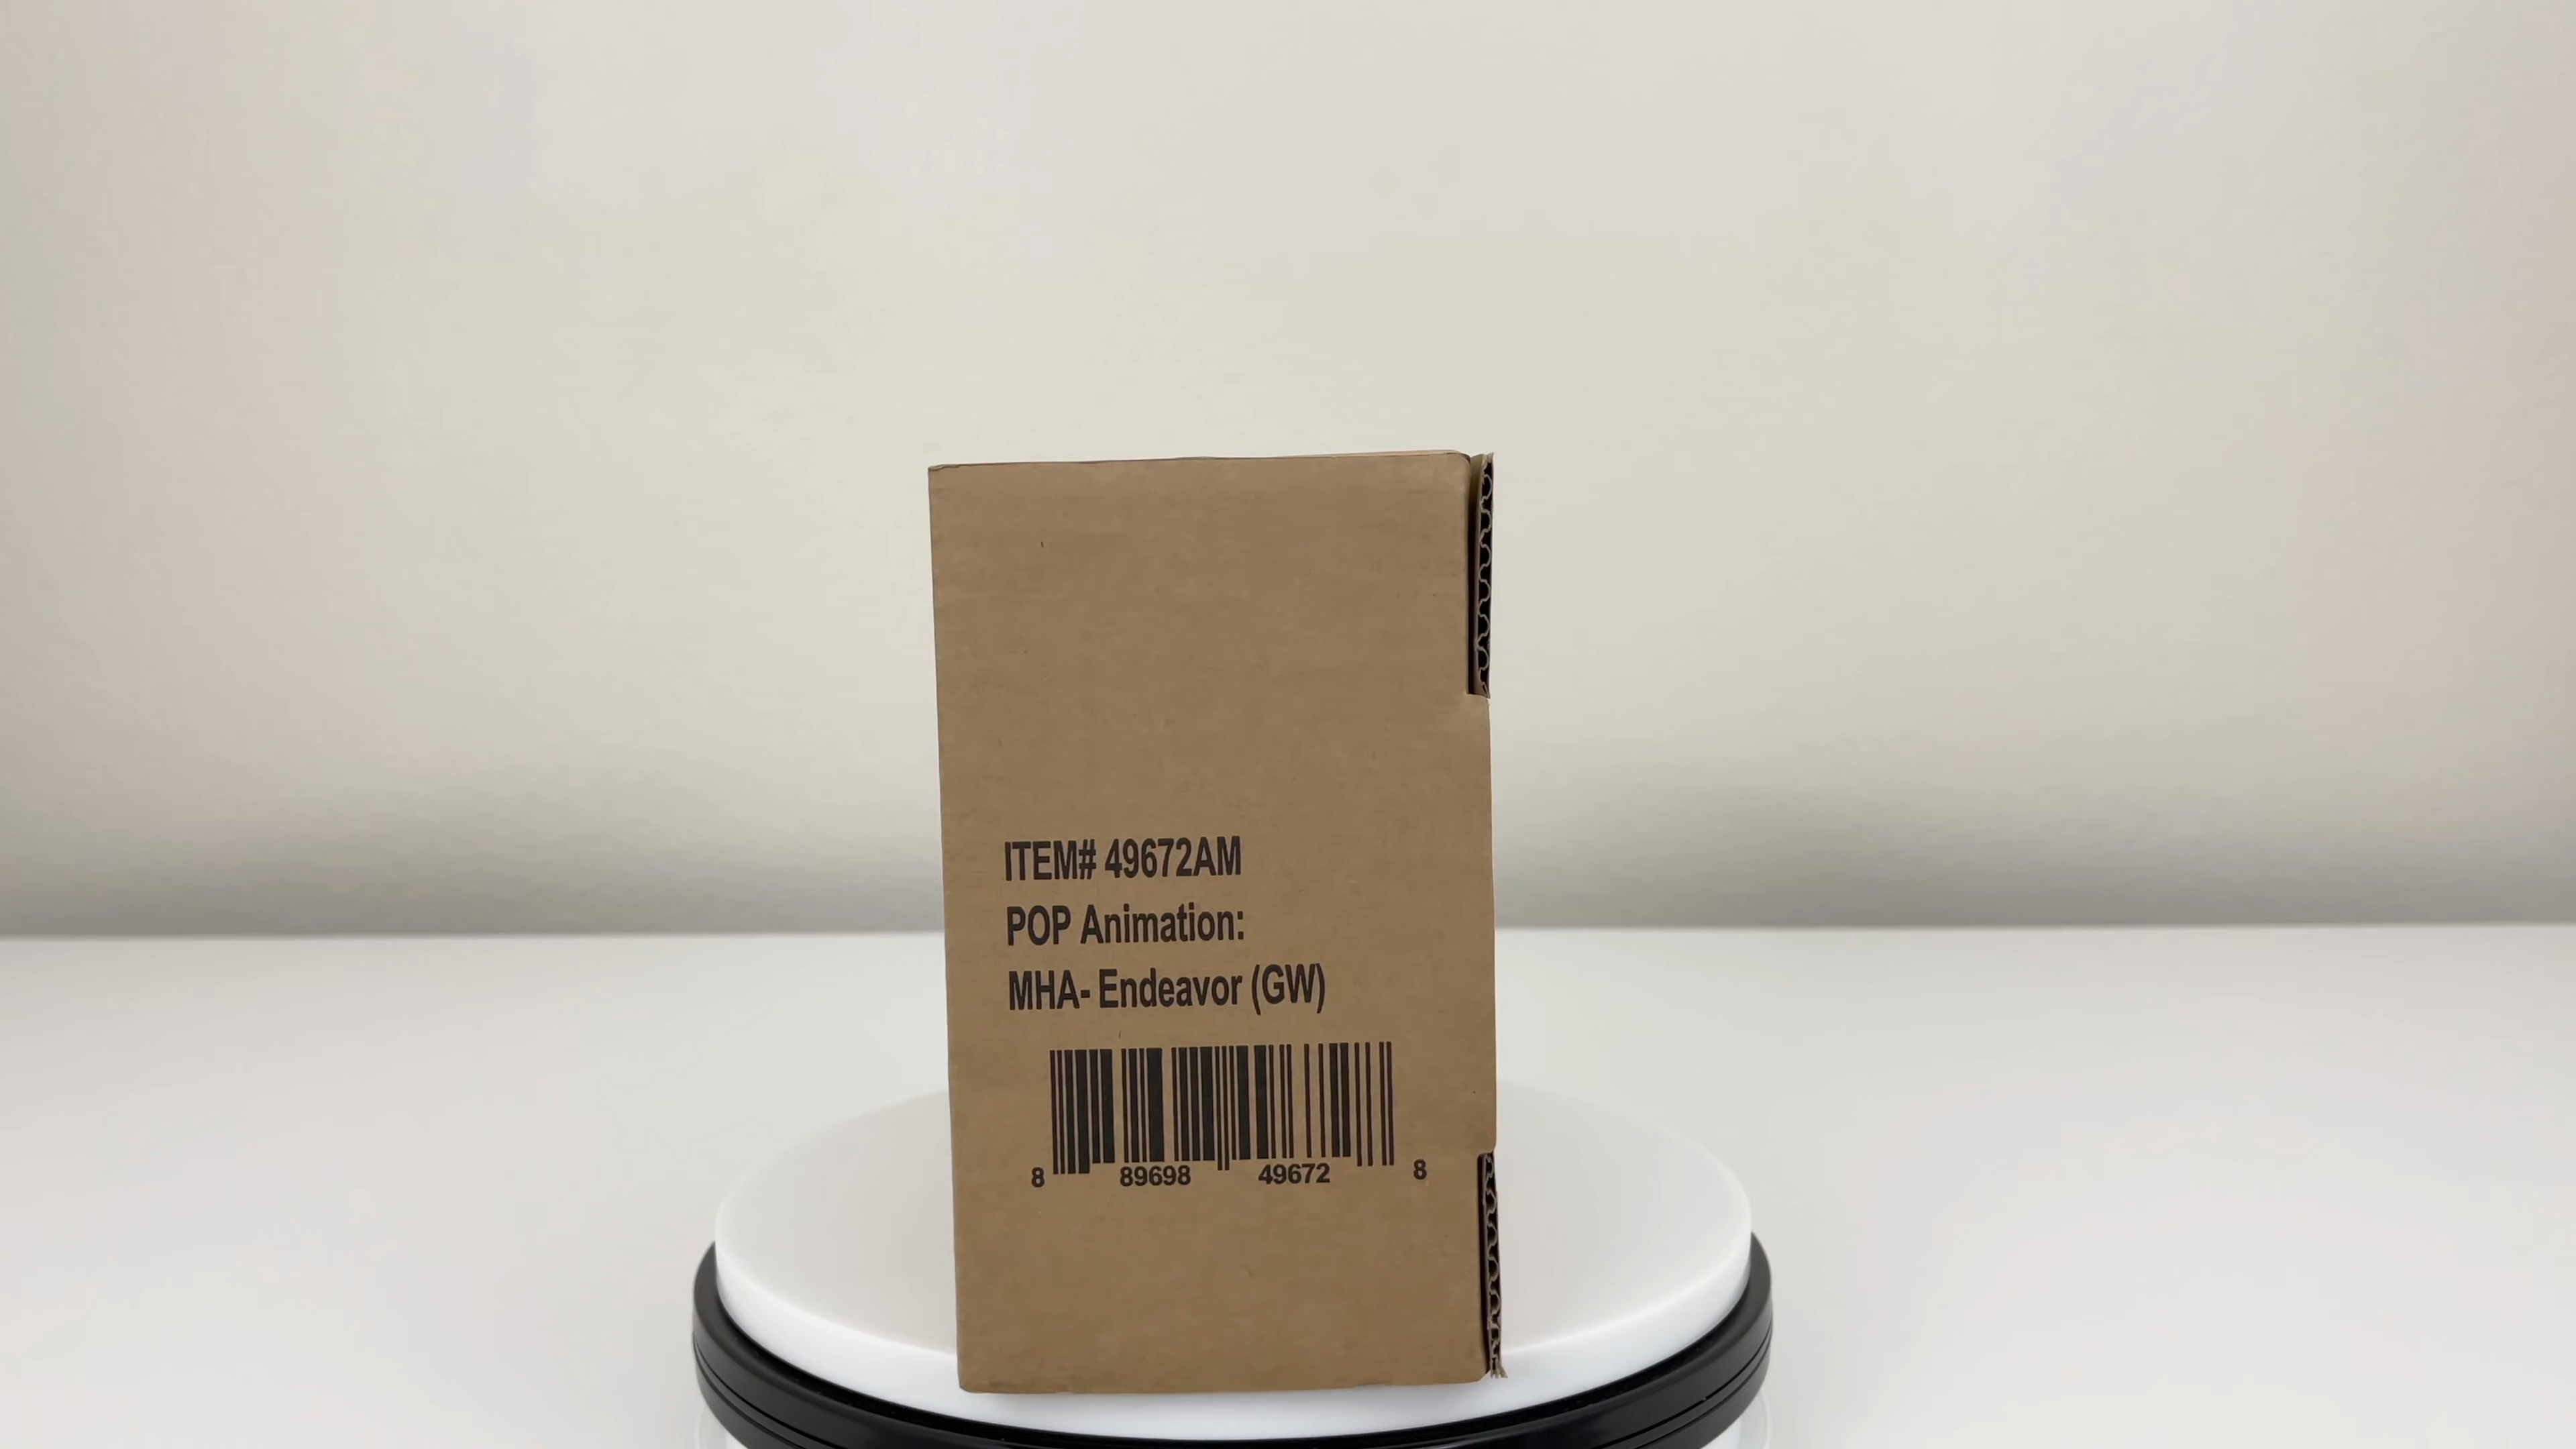 ITEM# 49672AM
POP Animation:
MHA- Endeavor (GW)
8 89698 49672 8